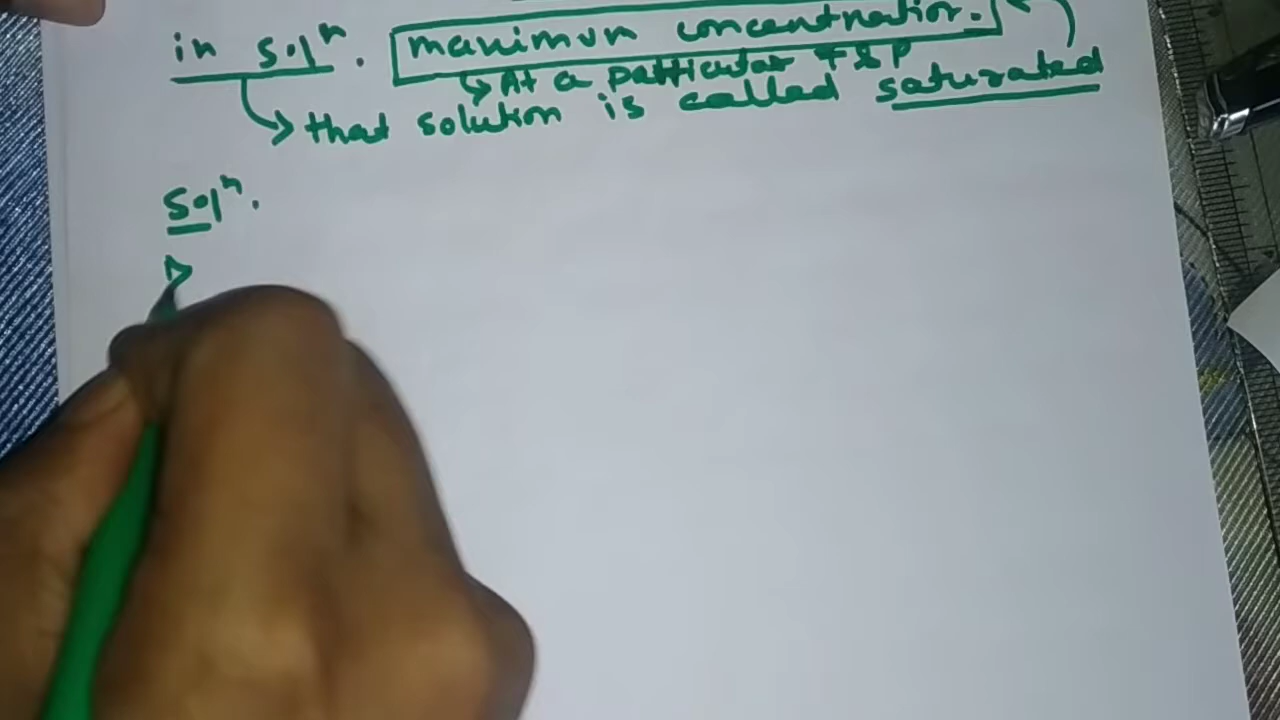 in solⁿ. maximum concentration.
↳ At a particular T & P
↳ that solution is called saturated
solⁿ.